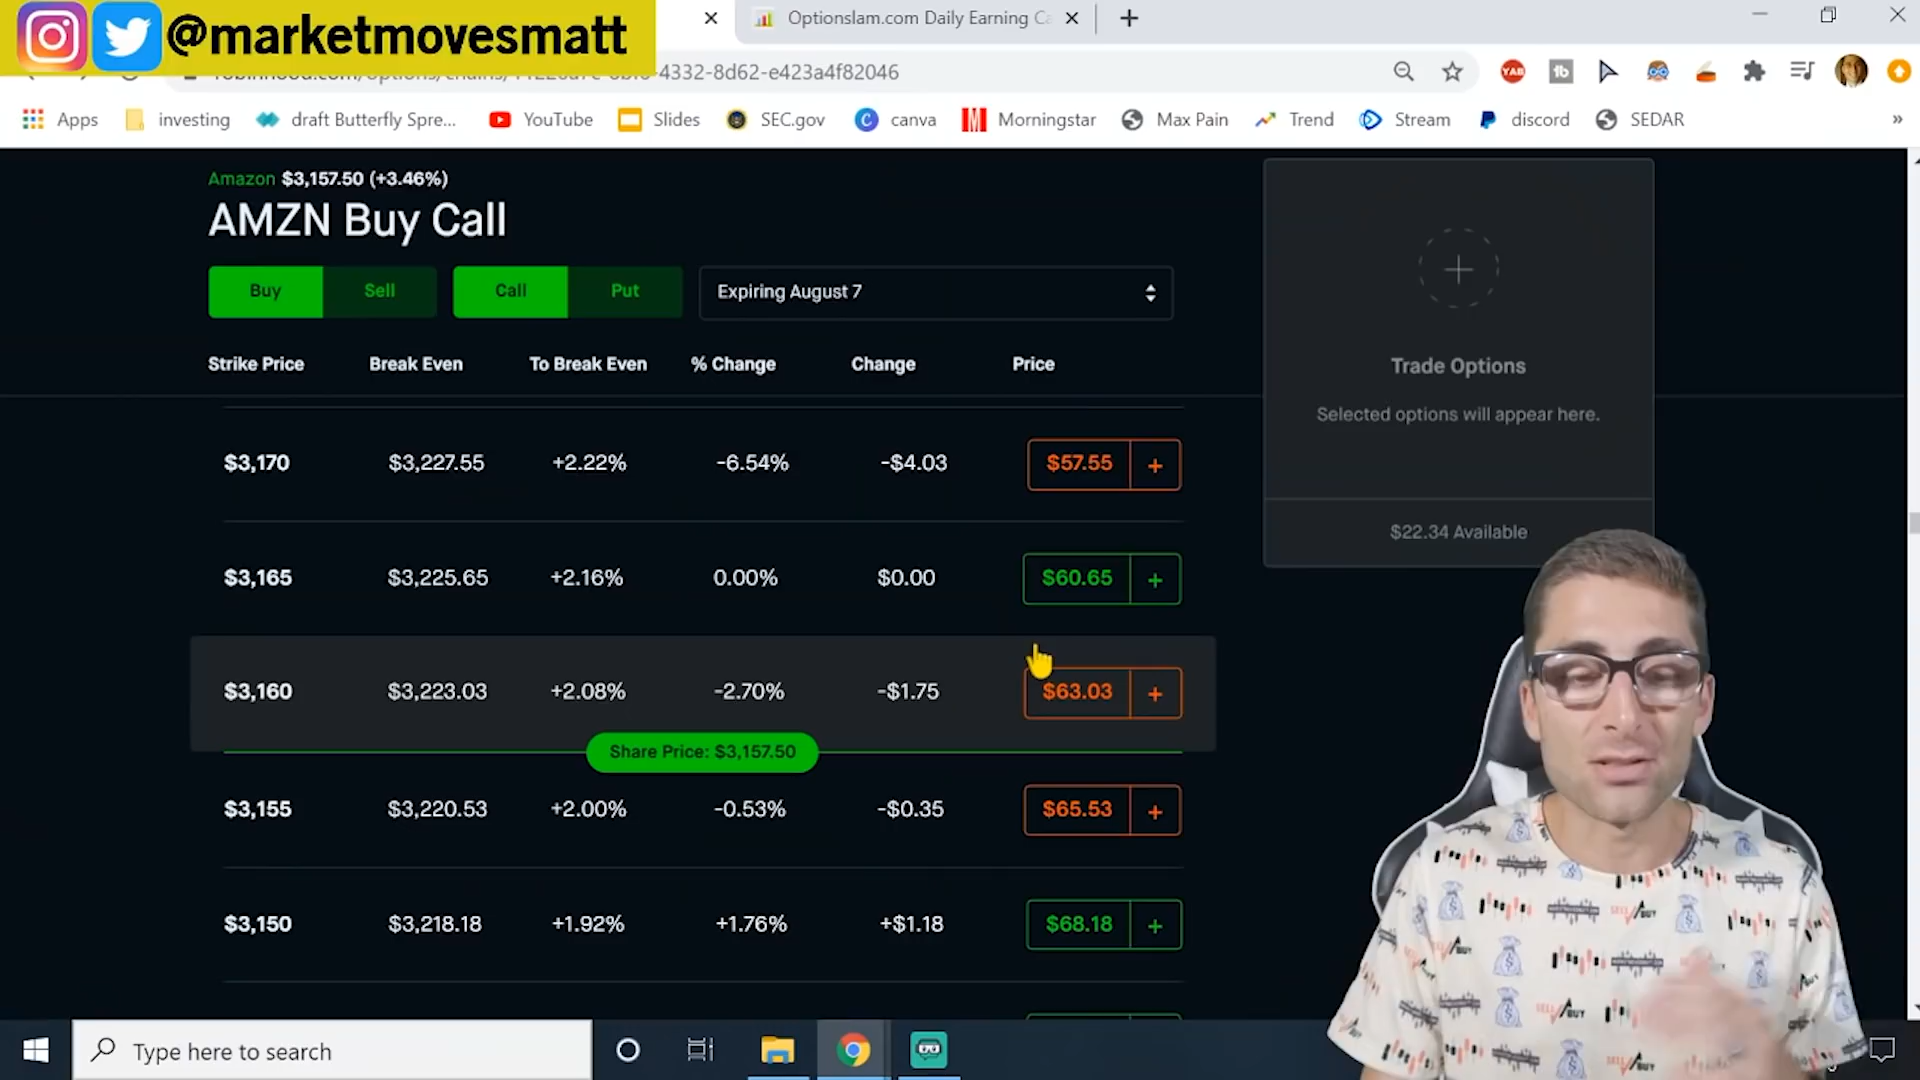 @marketmovesmatt
Optionslam.com Daily Earning Ca
-4332-8d62-e423a4f82046
Apps investing draft Butterfly Spre... YouTube Slides SEC.gov canva Morningstar Max Pain Trend Stream discord SEDAR »
Amazon $3,157.50 (+3.46%)
AMZN Buy Call
Buy Sell Call Put Expiring August 7
Strike Price Break Even To Break Even % Change Change Price
$3,170 $3,227.55 +2.22% -6.54% -$4.03 $57.55 +
$3,165 $3,225.65 +2.16% 0.00% $0.00 $60.65 +
$3,160 $3,223.03 +2.08% -2.70% -$1.75 $63.03 +
Share Price: $3,157.50
$3,155 $3,220.53 +2.00% -0.53% -$0.35 $65.53 +
$3,150 $3,218.18 +1.92% +1.76% +$1.18 $68.18 +
Trade Options
Selected options will appear here.
$22.34 Available
Type here to search